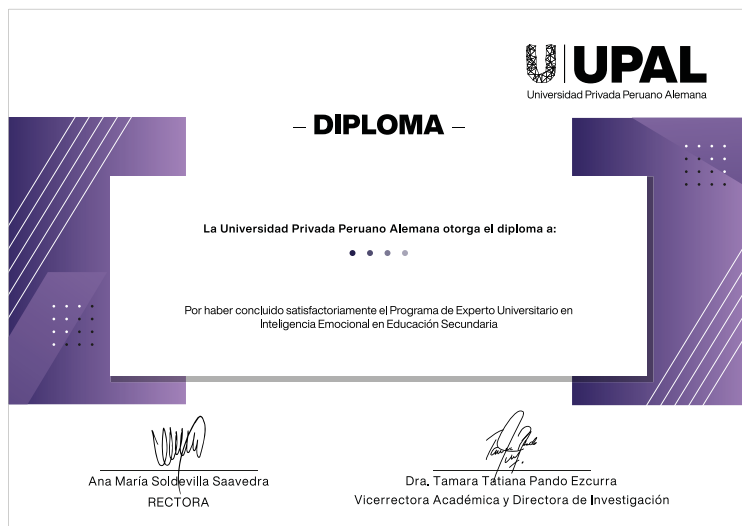 UPAL
Universidad Privada Peruano Alemana
– DIPLOMA –
La Universidad Privada Peruano Alemana otorga el diploma a:
Por haber concluido satisfactoriamente el Programa de Experto Universitario en
Inteligencia Emocional en Educación Secundaria
Ana María Soldevilla Saavedra
RECTORA
Dra. Tamara Tatiana Pando Ezcurra
Vicerrectora Académica y Directora de Investigación